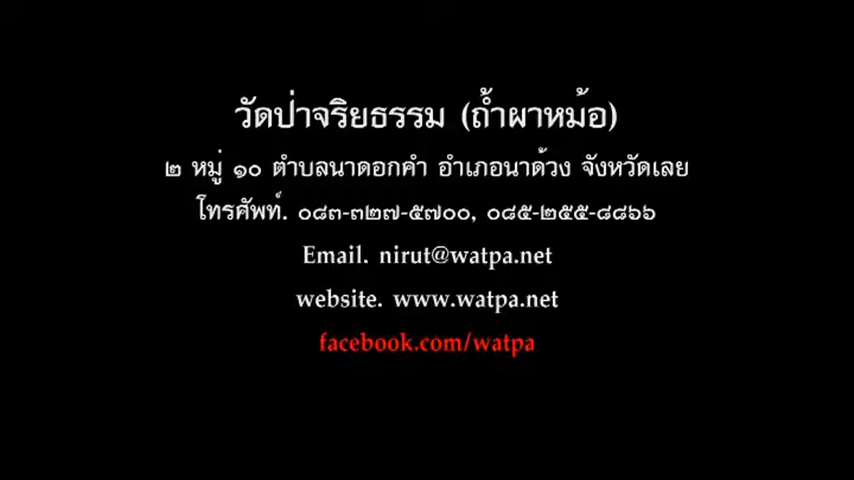 วัดป่าจริยธรรม (ถ้ำผาหม้อ)
๒ หมู่ ๑๐ ตำบลนาดอกคำ อำเภอนาด้วง จังหวัดเลย
โทรศัพท์. ๐๘๓-๓๒๗-๕๗๐๐, ๐๘๕-๒๕๕-๘๘๖๖
Email. nirut@watpa.net
website. www.watpa.net
facebook.com/watpa